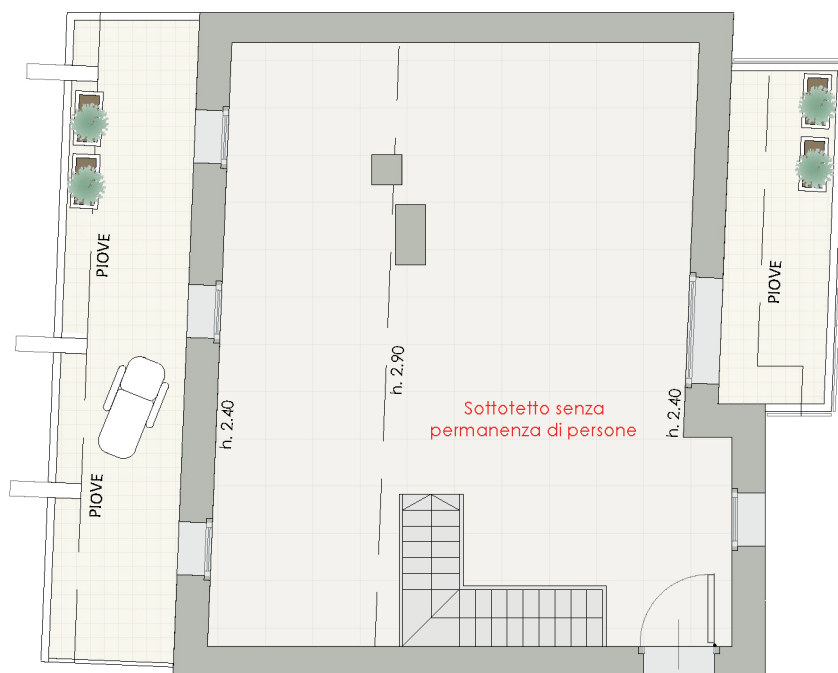 PIOVE
PIOVE
h. 2.90
h. 2.40
h. 2.40
Sottotetto senza
permanenza di persone
PIOVE